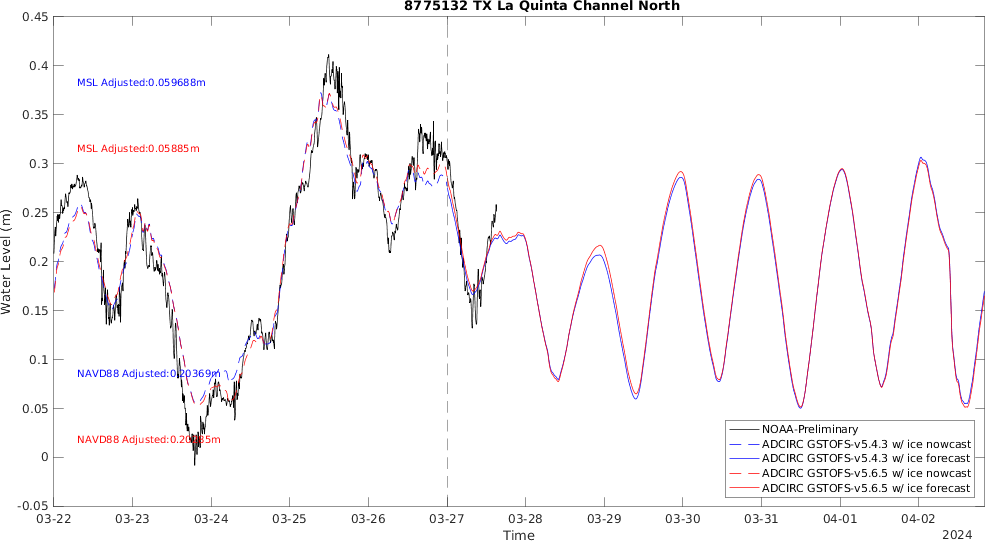 8775132 TX La Quinta Channel North
0.45
0.4
0.35
0.3
0.25
0.2
0.15
0.1
0.05
0
-0.05
Water Level (m)
MSL Adjusted:0.059688m
MSL Adjusted:0.05885m
NAVD88 Adjusted:0.20369m
NAVD88 Adjusted:
NOAA-Preliminary
ADCIRC GSTOFS-v5.4.3 w/ ice nowcast
ADCIRC GSTOFS-v5.4.3 w/ ice forecast
ADCIRC GSTOFS-v5.6.5 w/ ice nowcast
ADCIRC GSTOFS-v5.6.5 w/ ice forecast
03-22 03-23 03-24 03-25 03-26 03-27 03-28 03-29 03-30 03-31 04-01 04-02
Time
2024